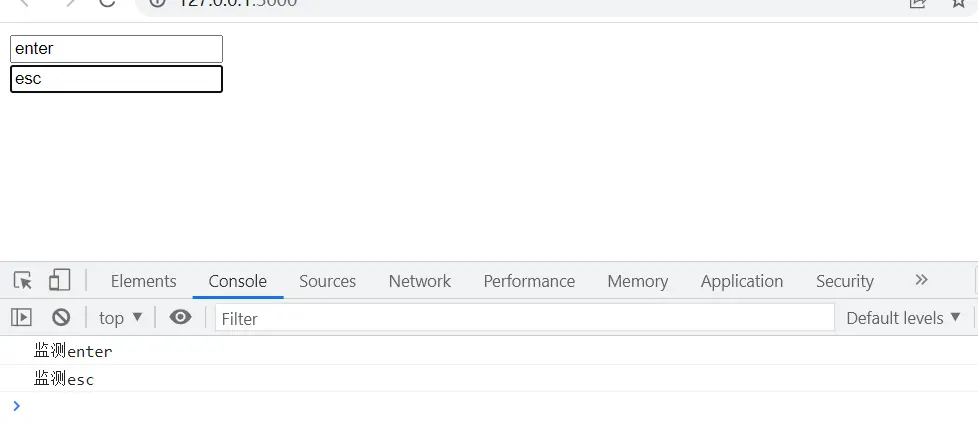 127.0.0.1:3000
enter
esc
Elements Console Sources Network Performance Memory Application Security
top Filter Default levels
监测enter
监测esc